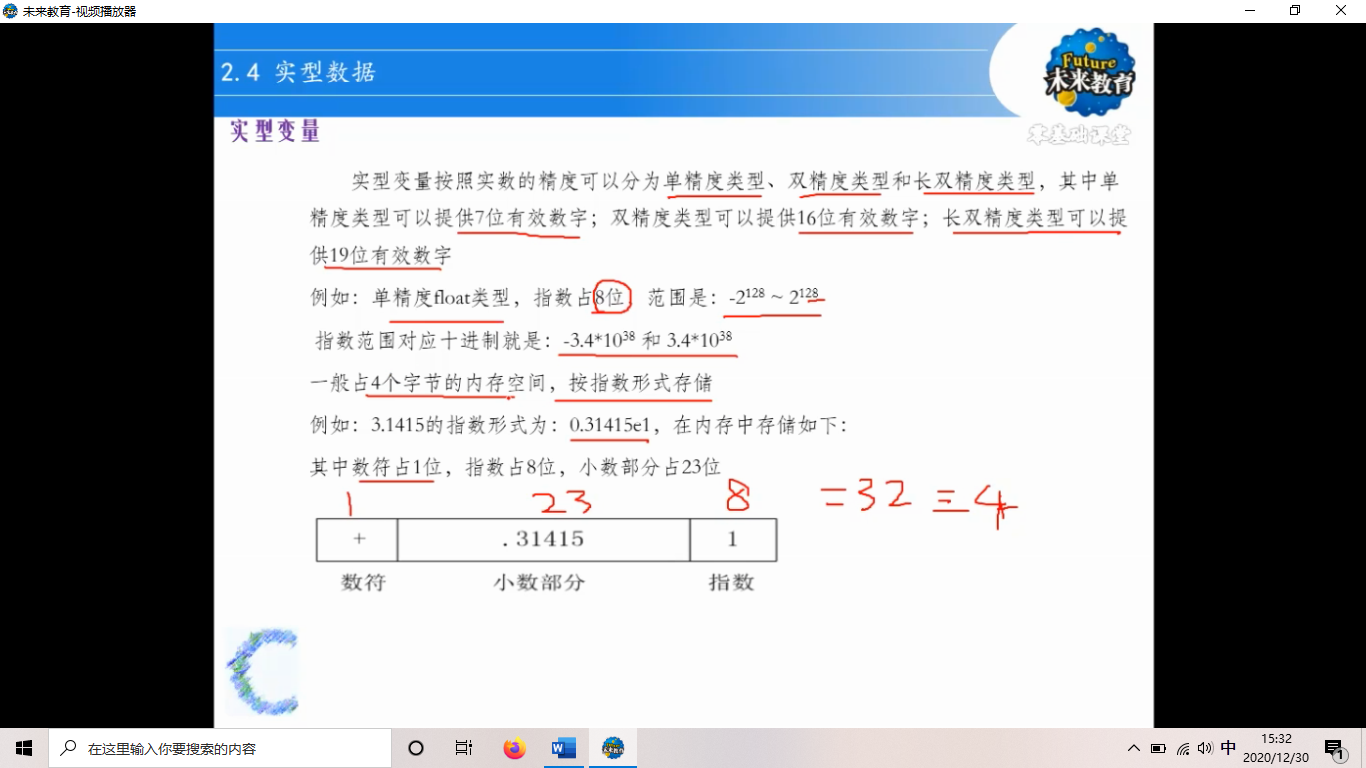 未来教育-视频播放器
2.4 实型数据
Future
未来教育
零基础课堂
实型变量
实型变量按照实数的精度可以分为单精度类型、双精度类型和长双精度类型，其中单
精度类型可以提供7位有效数字；双精度类型可以提供16位有效数字；长双精度类型可以提
供19位有效数字
例如：单精度float类型，指数占8位，范围是：-2¹²⁸ ~ 2¹²⁸
指数范围对应十进制就是：-3.4*10³⁸ 和 3.4*10³⁸
一般占4个字节的内存空间，按指数形式存储
例如：3.1415的指数形式为：0.31415e1，在内存中存储如下：
其中数符占1位，指数占8位，小数部分占23位
1 23 8 =32 =4
+ .31415 1
数符 小数部分 指数
在这里输入你要搜索的内容
中
15:32
2020/12/30
1